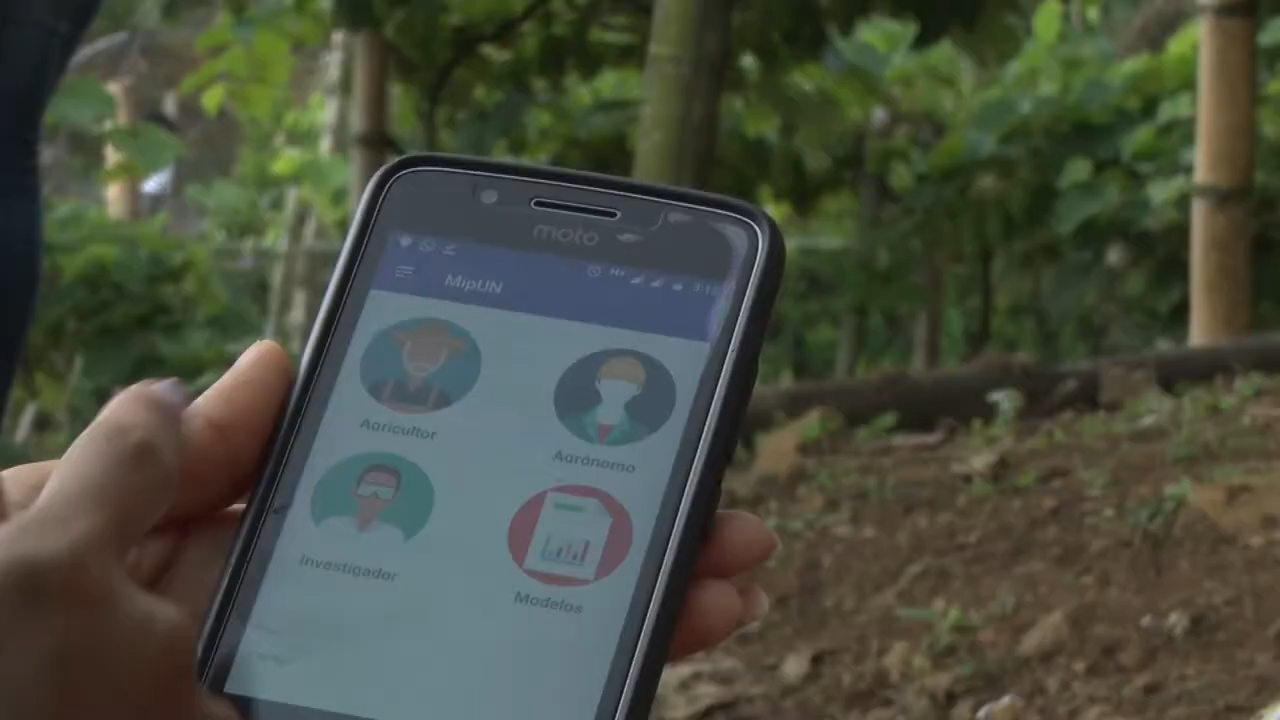 moto
H+
MipUN
Agricultor
Agrónomo
Investigador
Modelos